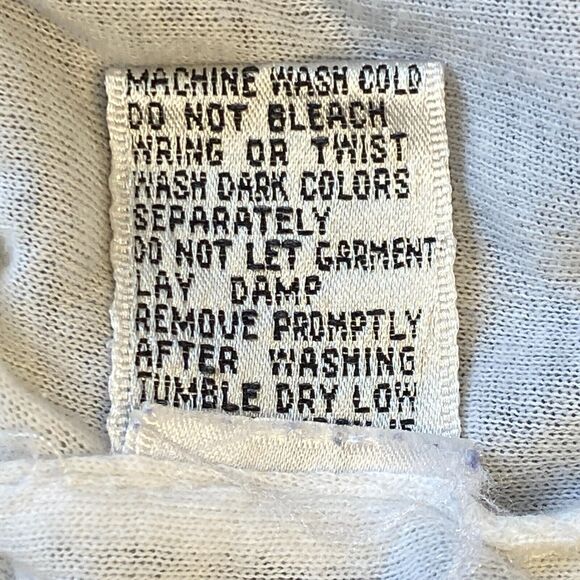 MACHINE WASH COLD
DO NOT BLEACH
WRING OR TWIST
WASH DARK COLORS
SEPARATELY
DO NOT LET GARMENT
LAY DAMP
REMOVE PROMPTLY
AFTER WASHING
TUMBLE DRY LOW